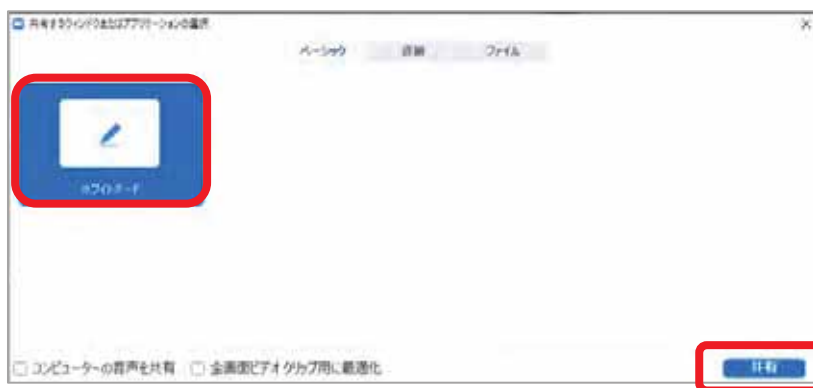 共有するウィンドウまたはアプリケーションの選択
ベーシック 詳細 ファイル
ホワイトボード
コンピューターの音声を共有 全画面ビデオクリップ用に最適化
共有